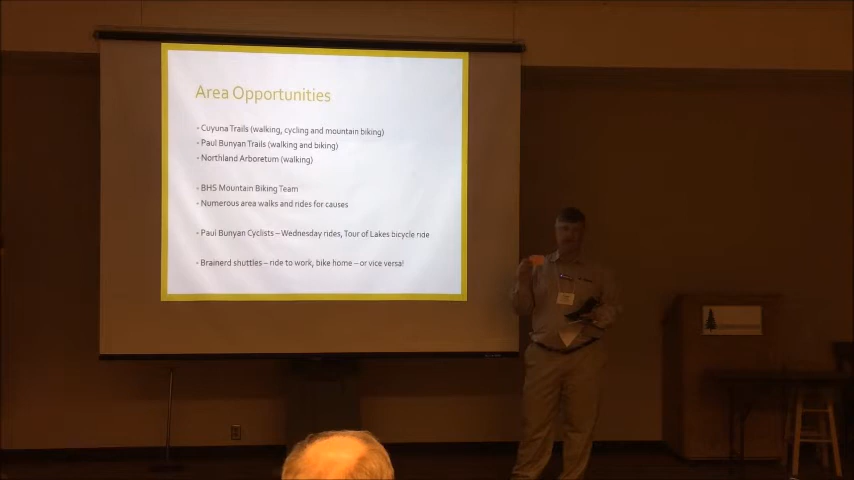 Area Opportunities
- Cuyuna Trails (walking, cycling and mountain biking)
- Paul Bunyan Trails (walking and biking)
- Northland Arboretum (walking)
- BHS Mountain Biking Team
- Numerous area walks and rides for causes
- Paul Bunyan Cyclists – Wednesday rides, Tour of Lakes bicycle ride
- Brainerd shuttles – ride to work, bike home – or vice versa!